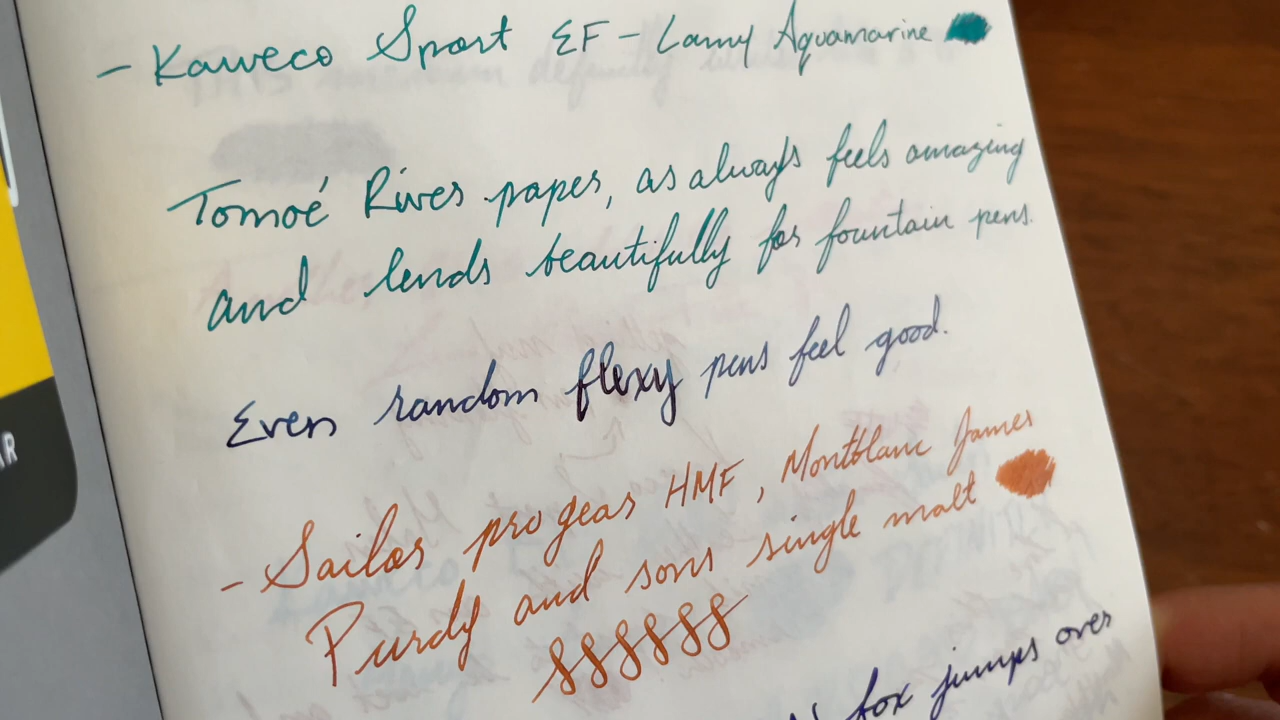 - Kaweco Sport EF - Lamy Aquamarine
Tomoé River paper, as always feels amazing
and lends beautifully for fountain pens.
Even random flexy pens feel good.
- Sailor pro gear HMF, Montblanc James
Purdy and sons single malt
fox jumps over